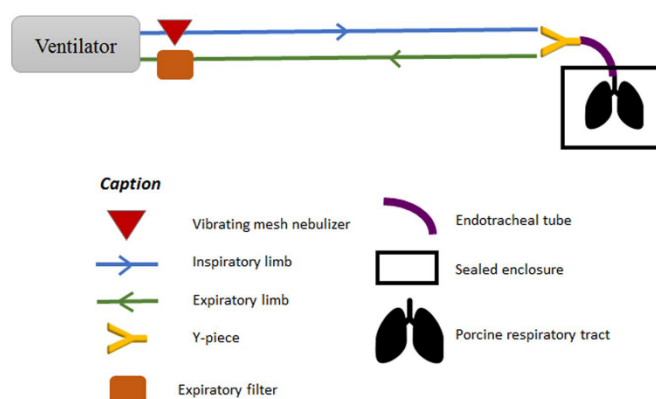 Ventilator
Caption
Vibrating mesh nebulizer
Inspiratory limb
Expiratory limb
Y-piece
Expiratory filter
Endotracheal tube
Sealed enclosure
Porcine respiratory tract